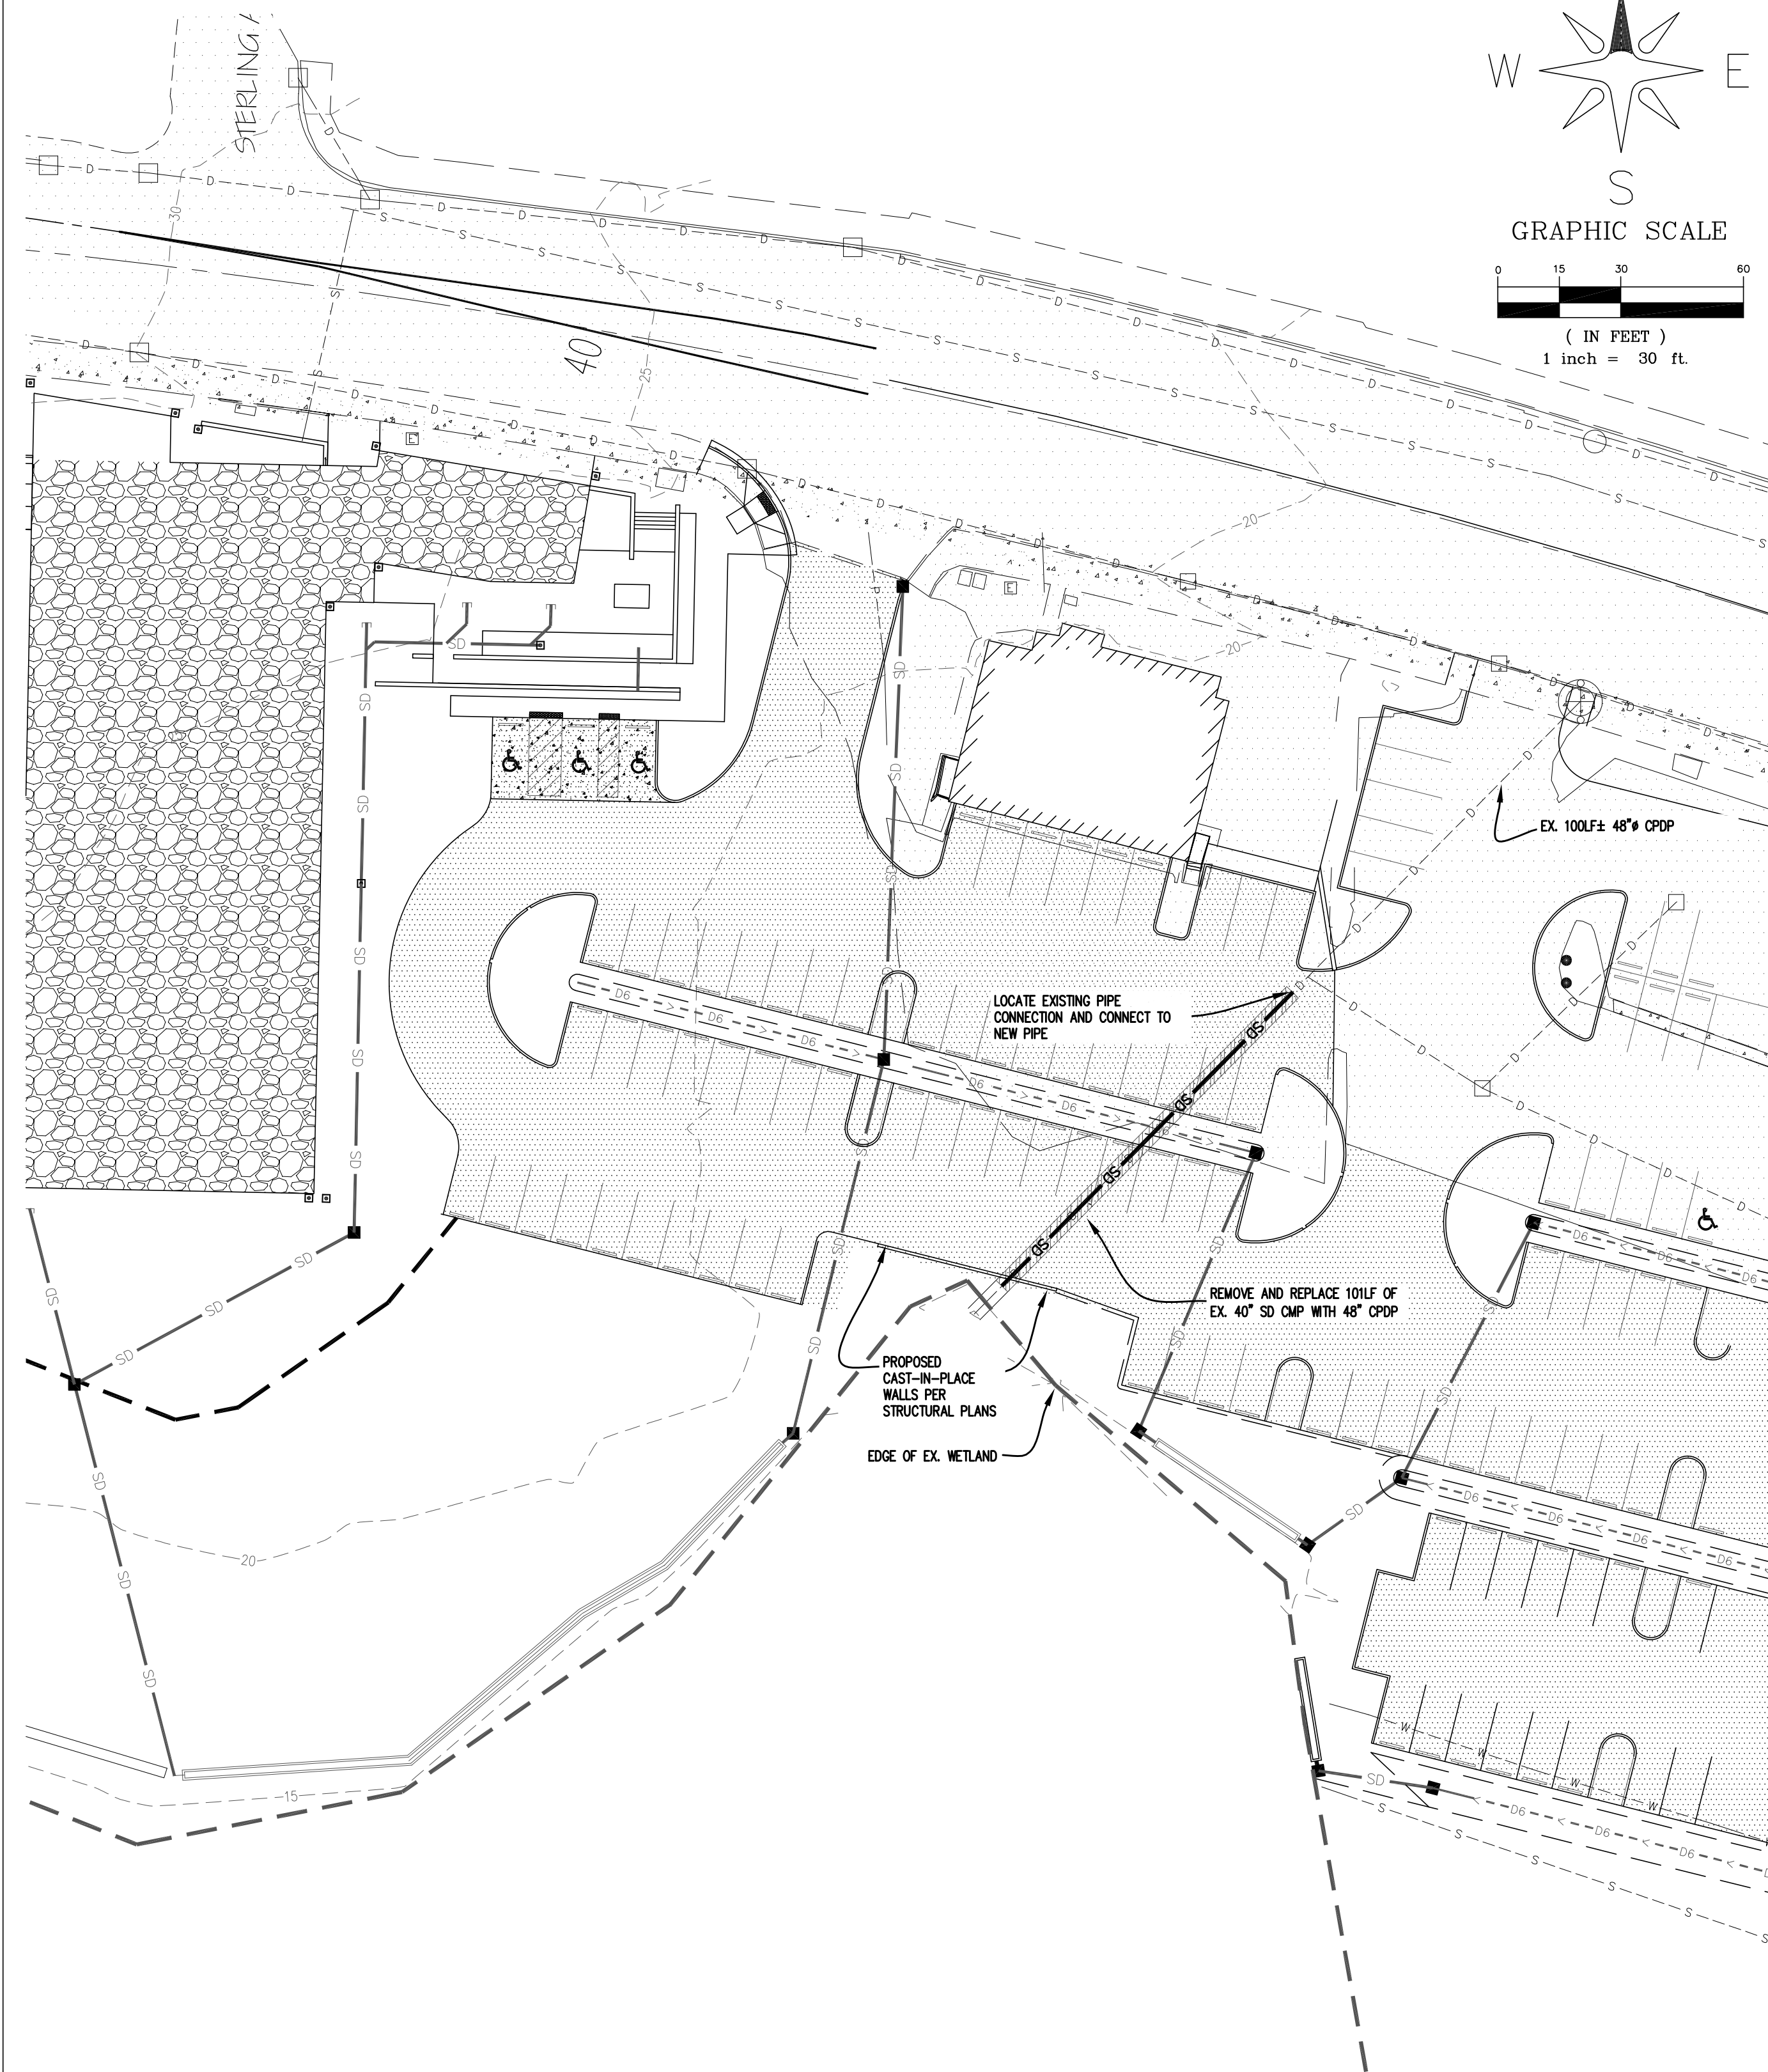 STERLING A
W
E
S
GRAPHIC SCALE
0 15 30 60
( IN FEET )
1 inch = 30 ft.
30
40
25
20
20
E
E
EX. 100LF± 48"ø CPDP
LOCATE EXISTING PIPE
CONNECTION AND CONNECT TO
NEW PIPE
REMOVE AND REPLACE 101LF OF
EX. 40" SD CMP WITH 48" CPDP
PROPOSED
CAST-IN-PLACE
WALLS PER
STRUCTURAL PLANS
EDGE OF EX. WETLAND
SD
D6
D
S
W
20
15